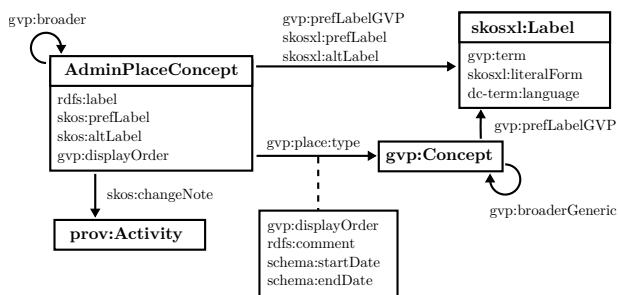 gvp:broader
AdminPlaceConcept
rdfs:label
skos:prefLabel
skos:altLabel
gvp:displayOrder
gvp:prefLabelGVP
skosxl:prefLabel
skosxl:altLabel
skosxl:Label
gvp:term
skosxl:literalForm
dc-term:language
gvp:prefLabelGVP
gvp:place:type
gvp:Concept
gvp:broaderGeneric
skos:changeNote
prov:Activity
gvp:displayOrder
rdfs:comment
schema:startDate
schema:endDate